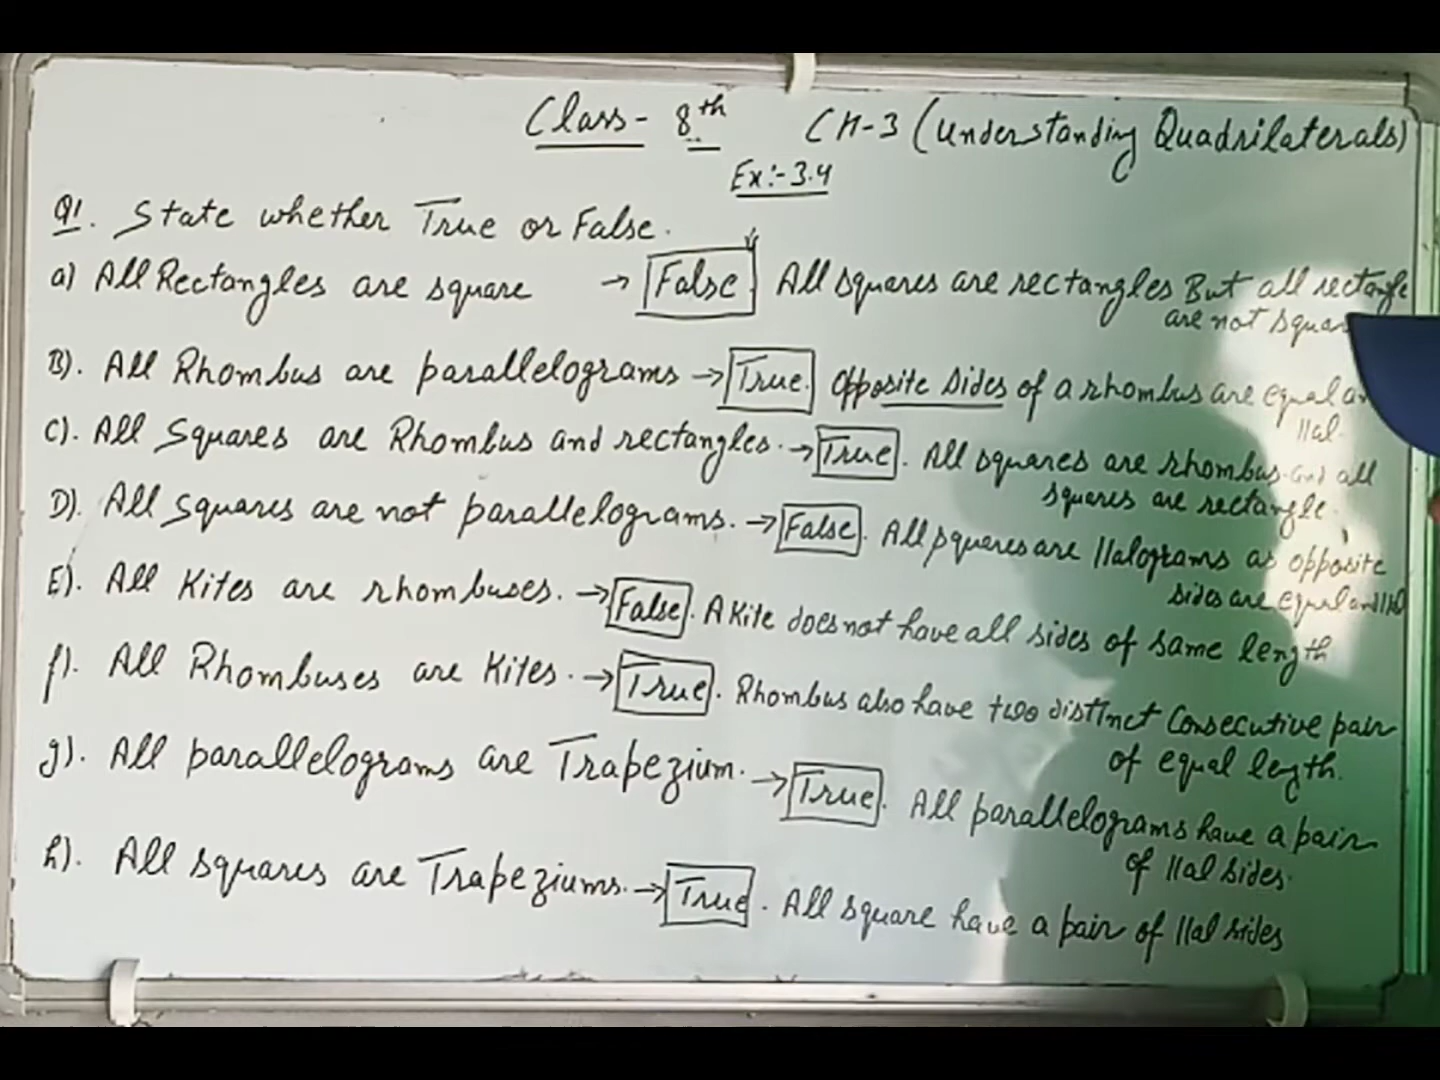 Class- 8th CH-3 (Understanding Quadrilaterals)
Ex:-3.4
Q1. State whether True or False.
a) All Rectangles are square → False. All squares are rectangles But all rectangle
are not squar
B). All Rhombus are parallelograms → True. Opposite sides of a rhombus are equal an
llal.
C). All Squares are Rhombus and rectangles. → True. All squares are rhombus and all
squares are rectangle.
D). All squares are not parallelograms. → False. All squares are llalograms as opposite
sides are equal and llal
E). All Kites are rhombuses. → False. A Kite does not have all sides of same length
f). All Rhombuses are Kites. → True. Rhombus also have two distinct Consecutive pair
of equal length.
g). All parallelograms are Trapezium. → True. All parallelograms have a pair
of llal sides.
h). All squares are Trapeziums. → True. All square have a pair of llal sides